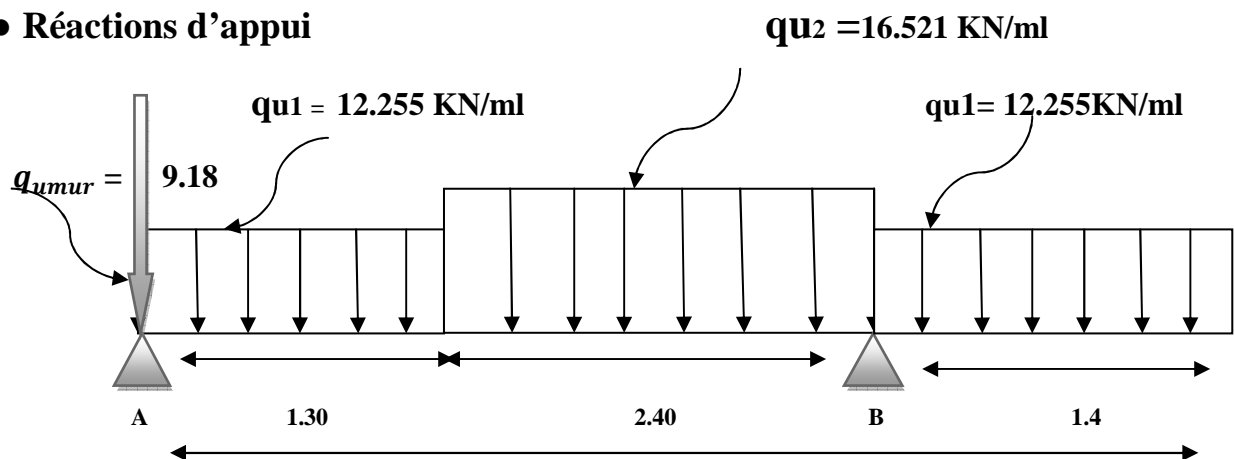 • Réactions d’appui
qu2 =16.521 KN/ml
qu1 = 12.255 KN/ml
qu1= 12.255KN/ml
qumur = 9.18
A 1.30 2.40 B 1.4